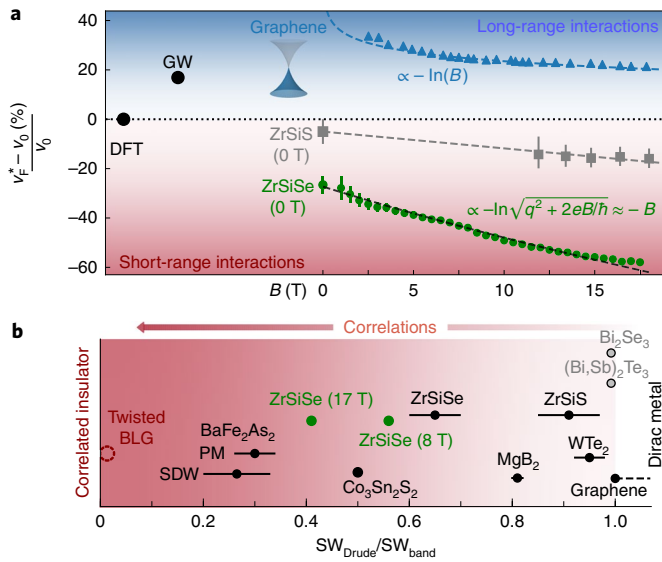 a
40
20
0
−20
−40
−60
v*F − v0 (%)
v0
GW
DFT
Graphene
Long-range interactions
∝ − ln(B)
ZrSiS
(0 T)
ZrSiSe
(0 T)
∝ −ln√q² + 2eB/ħ ≈ − B
Short-range interactions
B (T)
0
5
10
15
b
Correlations
Correlated insulator
Dirac metal
Bi2Se3
(Bi,Sb)2Te3
Twisted
BLG
ZrSiSe (17 T)
ZrSiSe
ZrSiS
BaFe2As2
PM
ZrSiSe (8 T)
WTe2
SDW
Co3Sn2S2
MgB2
Graphene
0
0.2
0.4
0.6
0.8
1.0
SWDrude/SWband